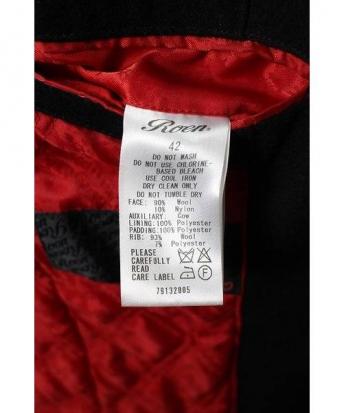 Roen
42
DO NOT WASH
DO NOT USE CHLORINE-
BASED BLEACH
USE COOL IRON
DRY CLEAN ONLY
DO NOT TUMBLE DRY
FACE: 90% Wool
10% Nylon
AUXILIARY: Cow
LINING:100% Polyester
PADDING:100% Polyester
RIB: 93% Wool
7% Polyester
PLEASE
CAREFULLY
READ
CARE LABEL
79132805